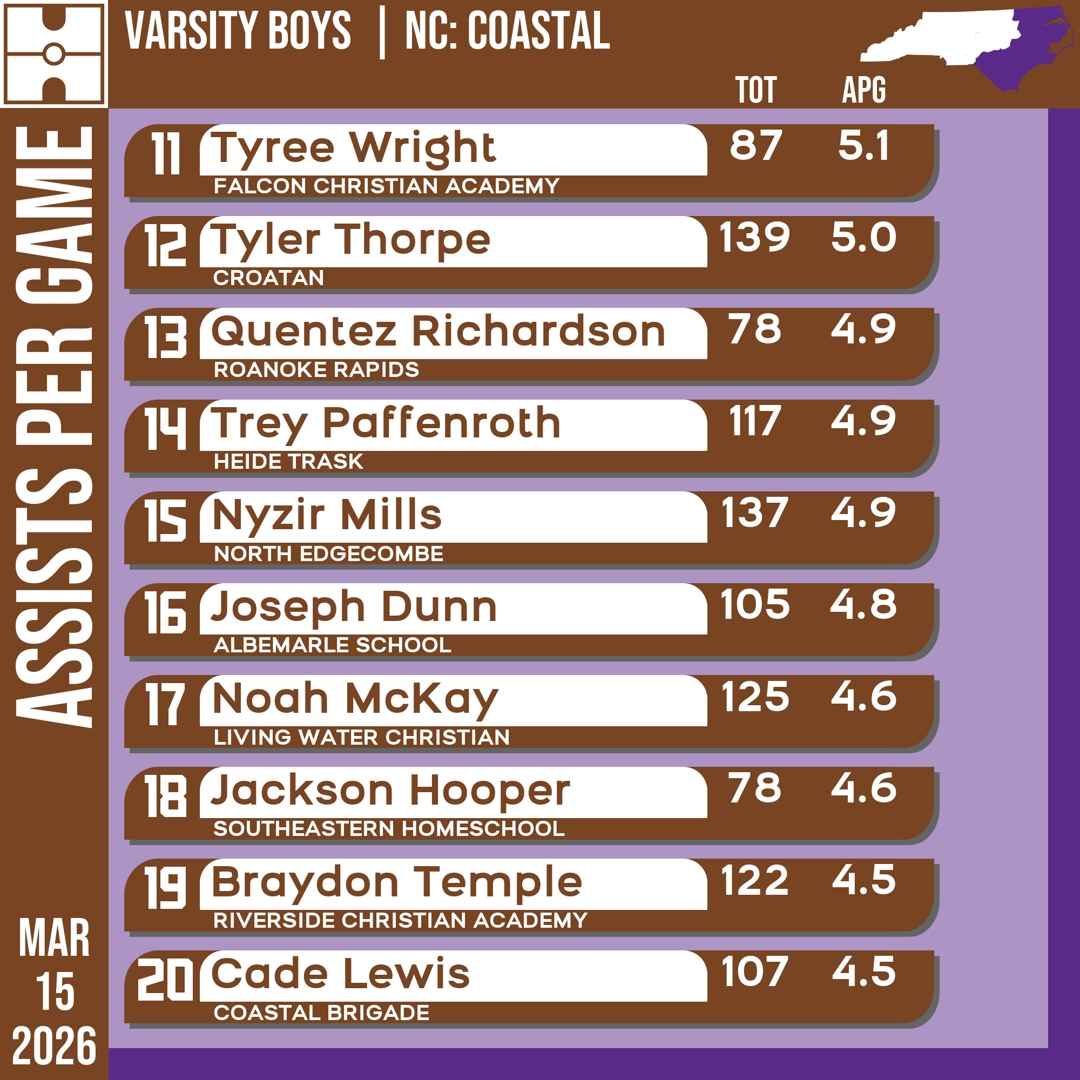 VARSITY BOYS | NC: COASTAL
TOT APG
ASSISTS PER GAME
MAR
15
2026
11 Tyree Wright 87 5.1
FALCON CHRISTIAN ACADEMY
12 Tyler Thorpe 139 5.0
CROATAN
13 Quentez Richardson 78 4.9
ROANOKE RAPIDS
14 Trey Paffenroth 117 4.9
HEIDE TRASK
15 Nyzir Mills 137 4.9
NORTH EDGECOMBE
16 Joseph Dunn 105 4.8
ALBEMARLE SCHOOL
17 Noah McKay 125 4.6
LIVING WATER CHRISTIAN
18 Jackson Hooper 78 4.6
SOUTHEASTERN HOMESCHOOL
19 Braydon Temple 122 4.5
RIVERSIDE CHRISTIAN ACADEMY
20 Cade Lewis 107 4.5
COASTAL BRIGADE